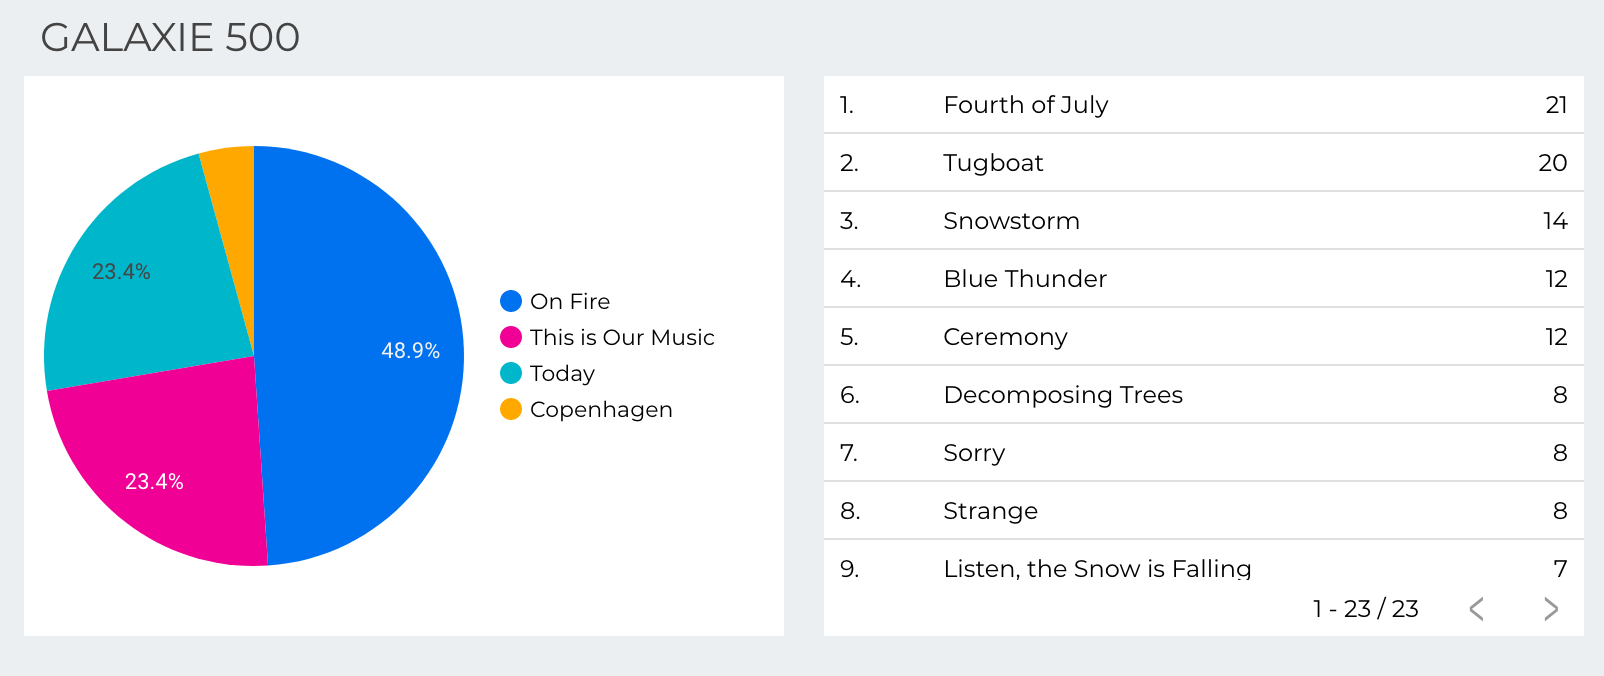 GALAXIE 500
23.4%
48.9%
23.4%
On Fire
This is Our Music
Today
Copenhagen
1. Fourth of July 21
2. Tugboat 20
3. Snowstorm 14
4. Blue Thunder 12
5. Ceremony 12
6. Decomposing Trees 8
7. Sorry 8
8. Strange 8
9. Listen, the Snow is Falling 7
1 - 23 / 23 < >